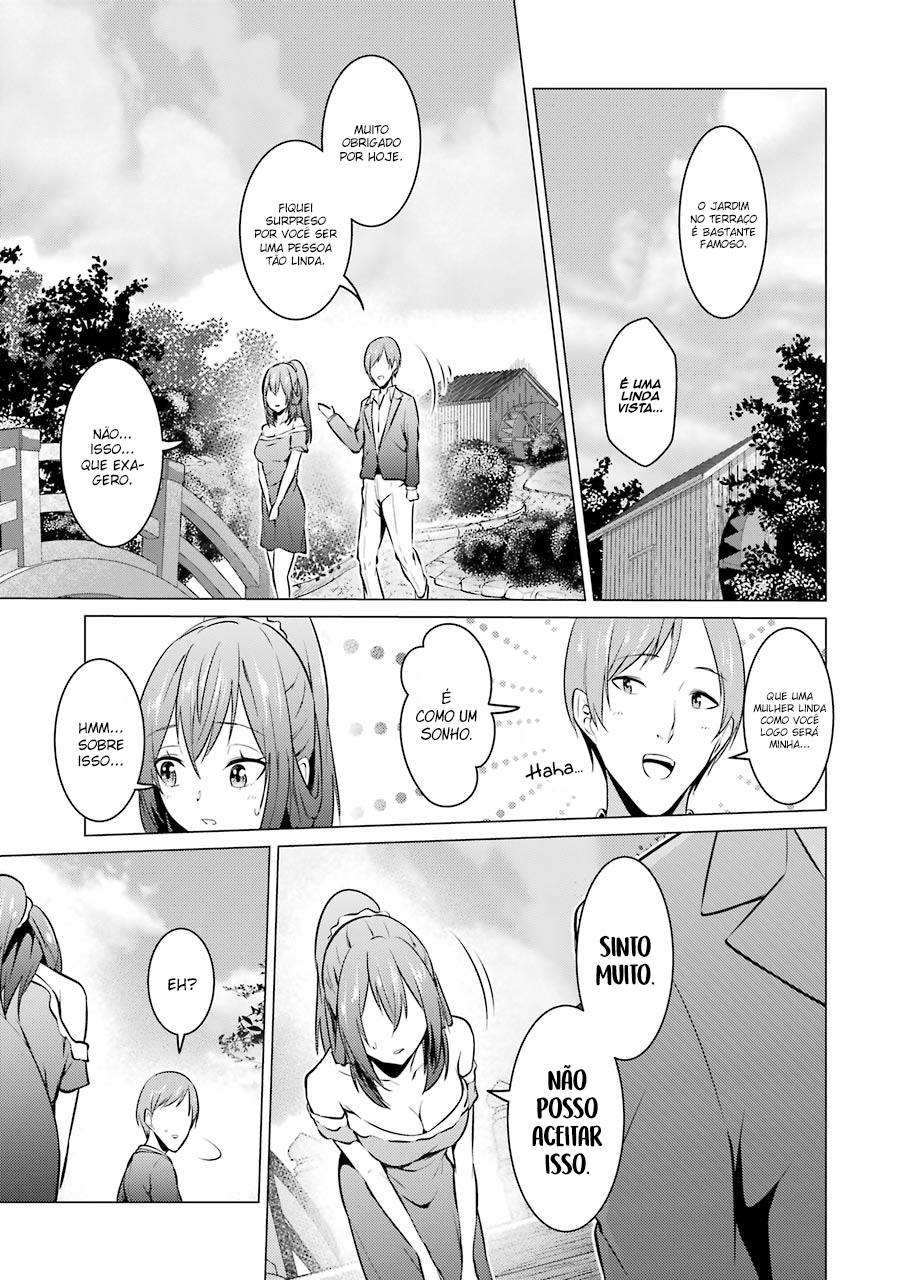 O JARDIM
NO TERRAÇO
É BASTANTE
FAMOSO.
É UMA
LINDA
VISTA...
MUITO
OBRIGADO
POR HOJE.
FIQUEI
SURPRESO
POR VOCÊ SER
UMA PESSOA
TÃO LINDA.
NÃO...
ISSO...
QUE EXA-
GERO.
QUE UMA
MULHER LINDA
COMO VOCÊ
LOGO SERÁ
MINHA...
Haha...
É
COMO UM
SONHO.
HMM...
SOBRE
ISSO...
SINTO
MUITO.
NÃO
POSSO
ACEITAR
ISSO.
EH?